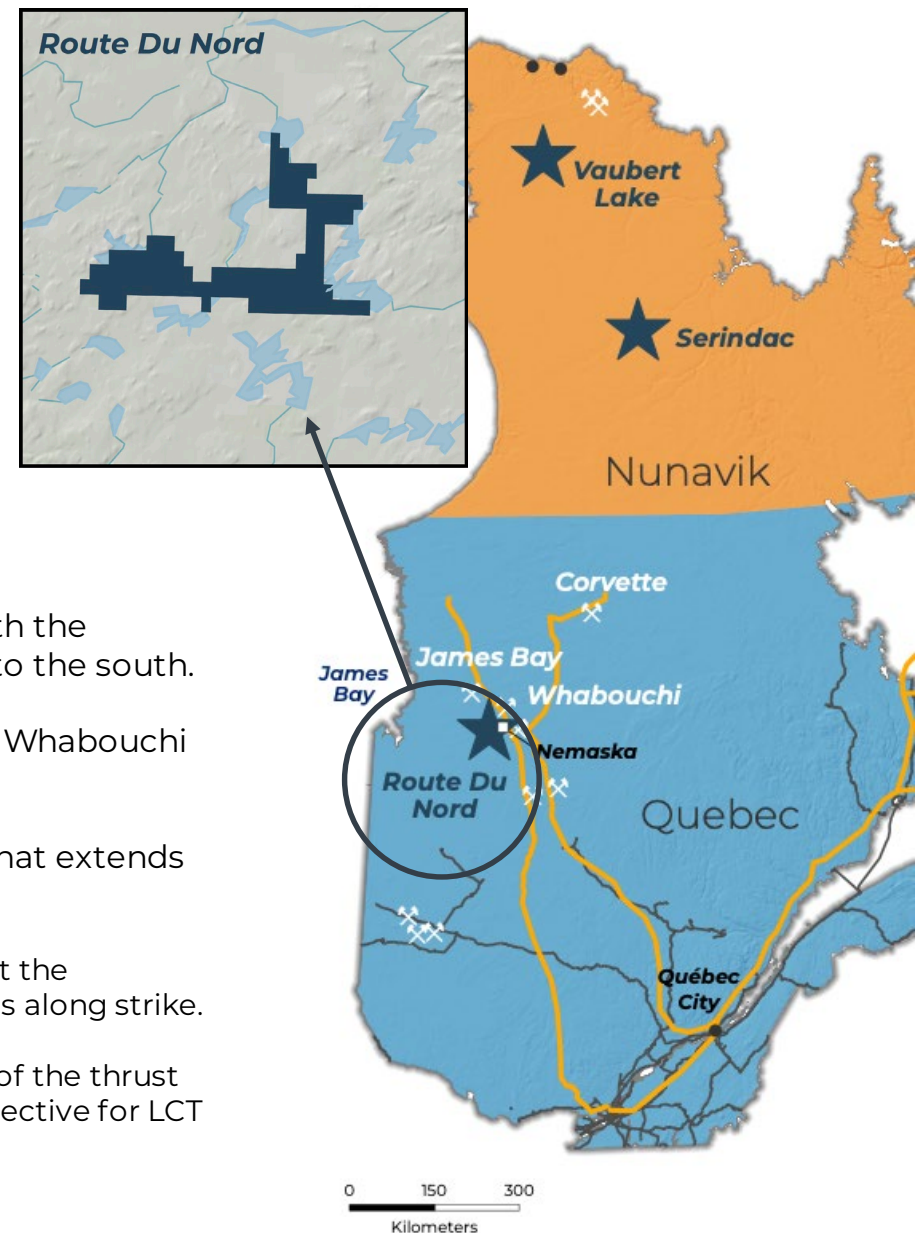 Route Du Nord
Vaubert
Lake
Serindac
Nunavik
Corvette
th the
to the south.
James Bay
James
Bay
Whabouchi
Whabouchi
Nemaska
Route Du
Nord
Quebec
hat extends
t the
s along strike.
Québec
City
of the thrust
ective for LCT
0 150 300
Kilometers